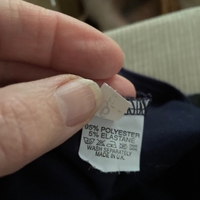 95% POLYESTER
5% ELASTANE
WASH SEPARATELY
MADE IN U.K.